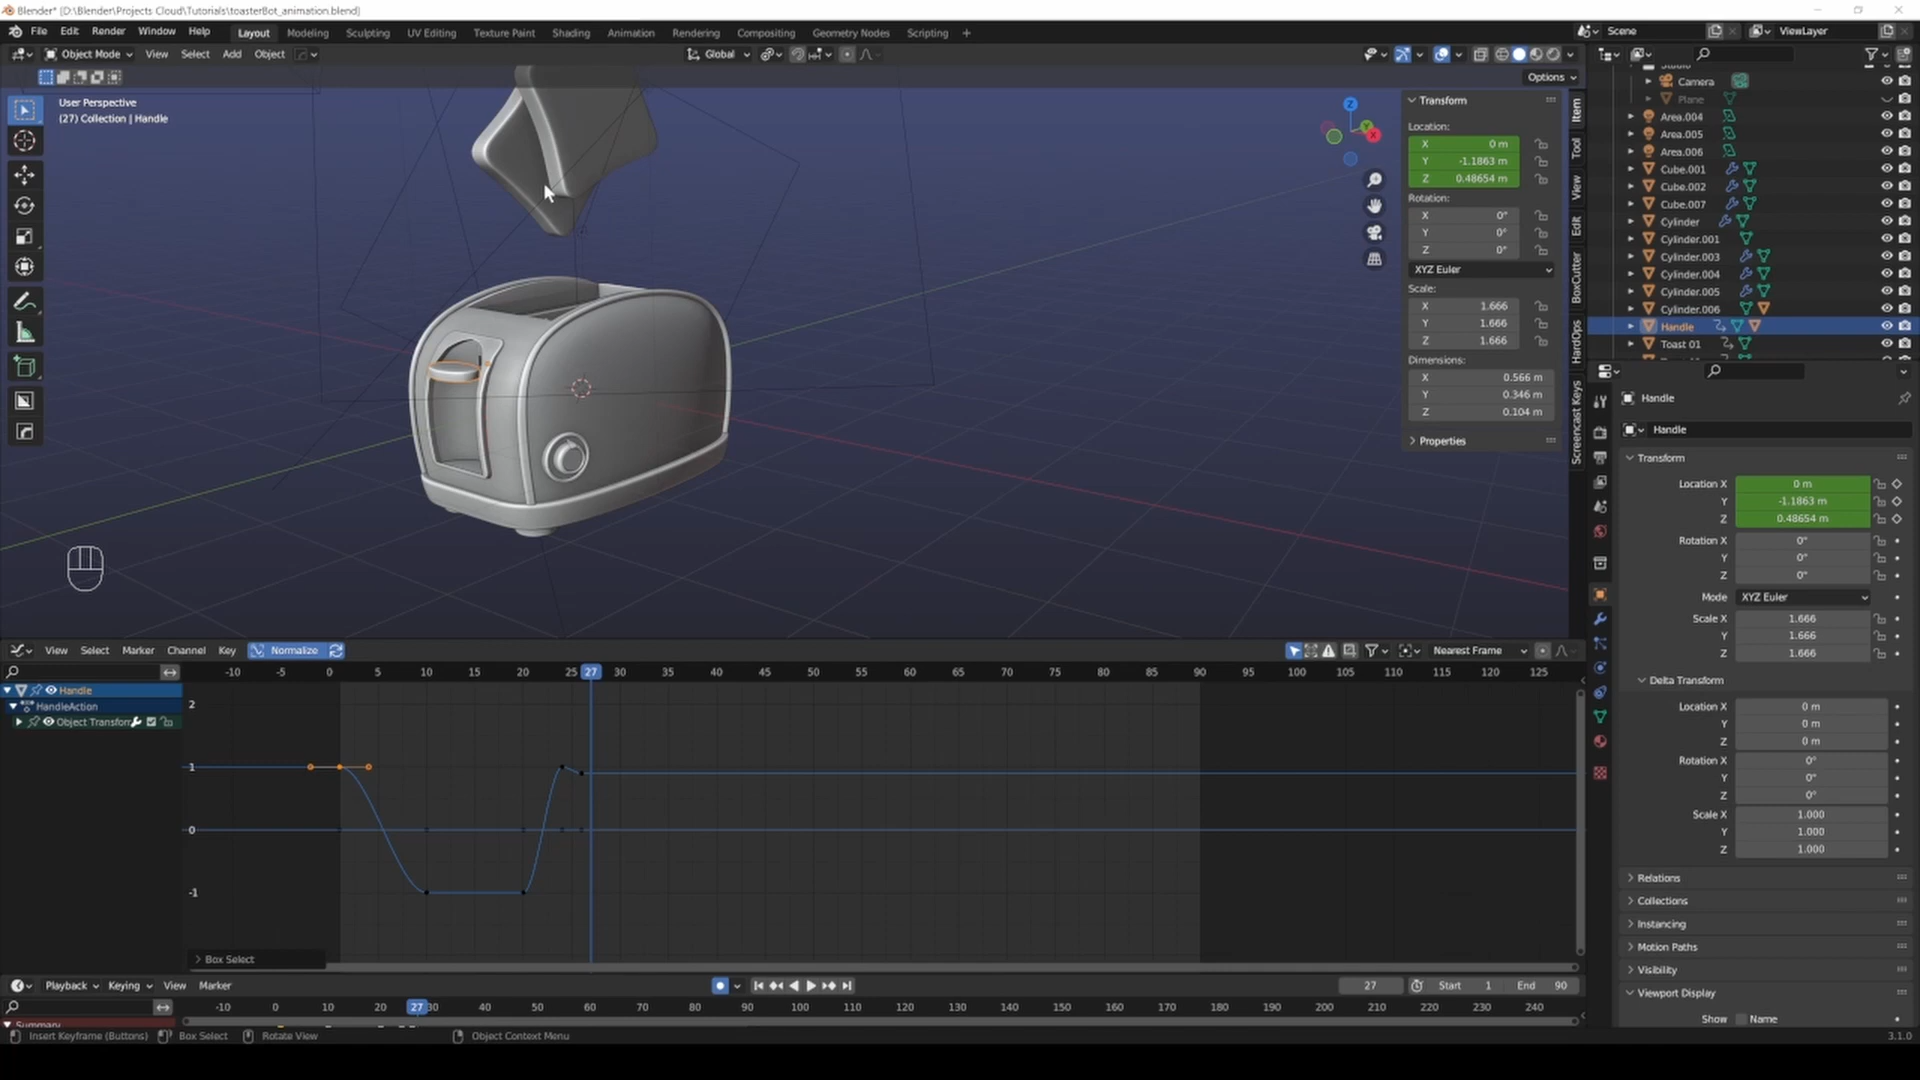 Blender* [D:\Blender\Projects Cloud\Tutorials\toasterBot_animation.blend]
File Edit Render Window Help Layout Modeling Sculpting UV Editing Texture Paint Shading Animation Rendering Compositing Geometry Nodes Scripting + Scene ViewLayer
Object Mode View Select Add Object Global
Options
User Perspective
(27) Collection | Handle
Transform
Location:
X 0 m
Y -1.1863 m
Z 0.48654 m
Rotation:
X 0°
Y 0°
Z 0°
XYZ Euler
Scale:
X 1.666
Y 1.666
Z 1.666
Dimensions:
X 0.566 m
Y 0.346 m
Z 0.104 m
Properties
Item
Tool
View
Edit
BoxCutter
HardOps
Screencast Keys
Z
Y
X
Camera
Plane
Area.004
Area.005
Area.006
Cube.001
Cube.002
Cube.007
Cylinder
Cylinder.001
Cylinder.003
Cylinder.004
Cylinder.005
Cylinder.006
Handle
Toast 01
Handle
Handle
Transform
Location X 0 m
Y -1.1863 m
Z 0.48654 m
Rotation X 0°
Y 0°
Z 0°
Mode XYZ Euler
Scale X 1.666
Y 1.666
Z 1.666
Delta Transform
Location X 0 m
Y 0 m
Z 0 m
Rotation X 0°
Y 0°
Z 0°
Scale X 1.000
Y 1.000
Z 1.000
Relations
Collections
Instancing
Motion Paths
Visibility
Viewport Display
Show Name
View Select Marker Channel Key Normalize Nearest Frame
-10 -5 0 5 10 15 20 25 27 30 35 40 45 50 55 60 65 70 75 80 85 90 95 100 105 110 115 120 125
Handle
HandleAction
Object Transfor
2
1
0
-1
Box Select
Playback Keying View Marker 27 Start 1 End 90
-10 0 10 20 27 30 40 50 60 70 80 90 100 110 120 130 140 150 160 170 180 190 200 210 220 230 240
Summary
Insert Keyframe (Buttons) Box Select Rotate View Object Context Menu 3.1.0